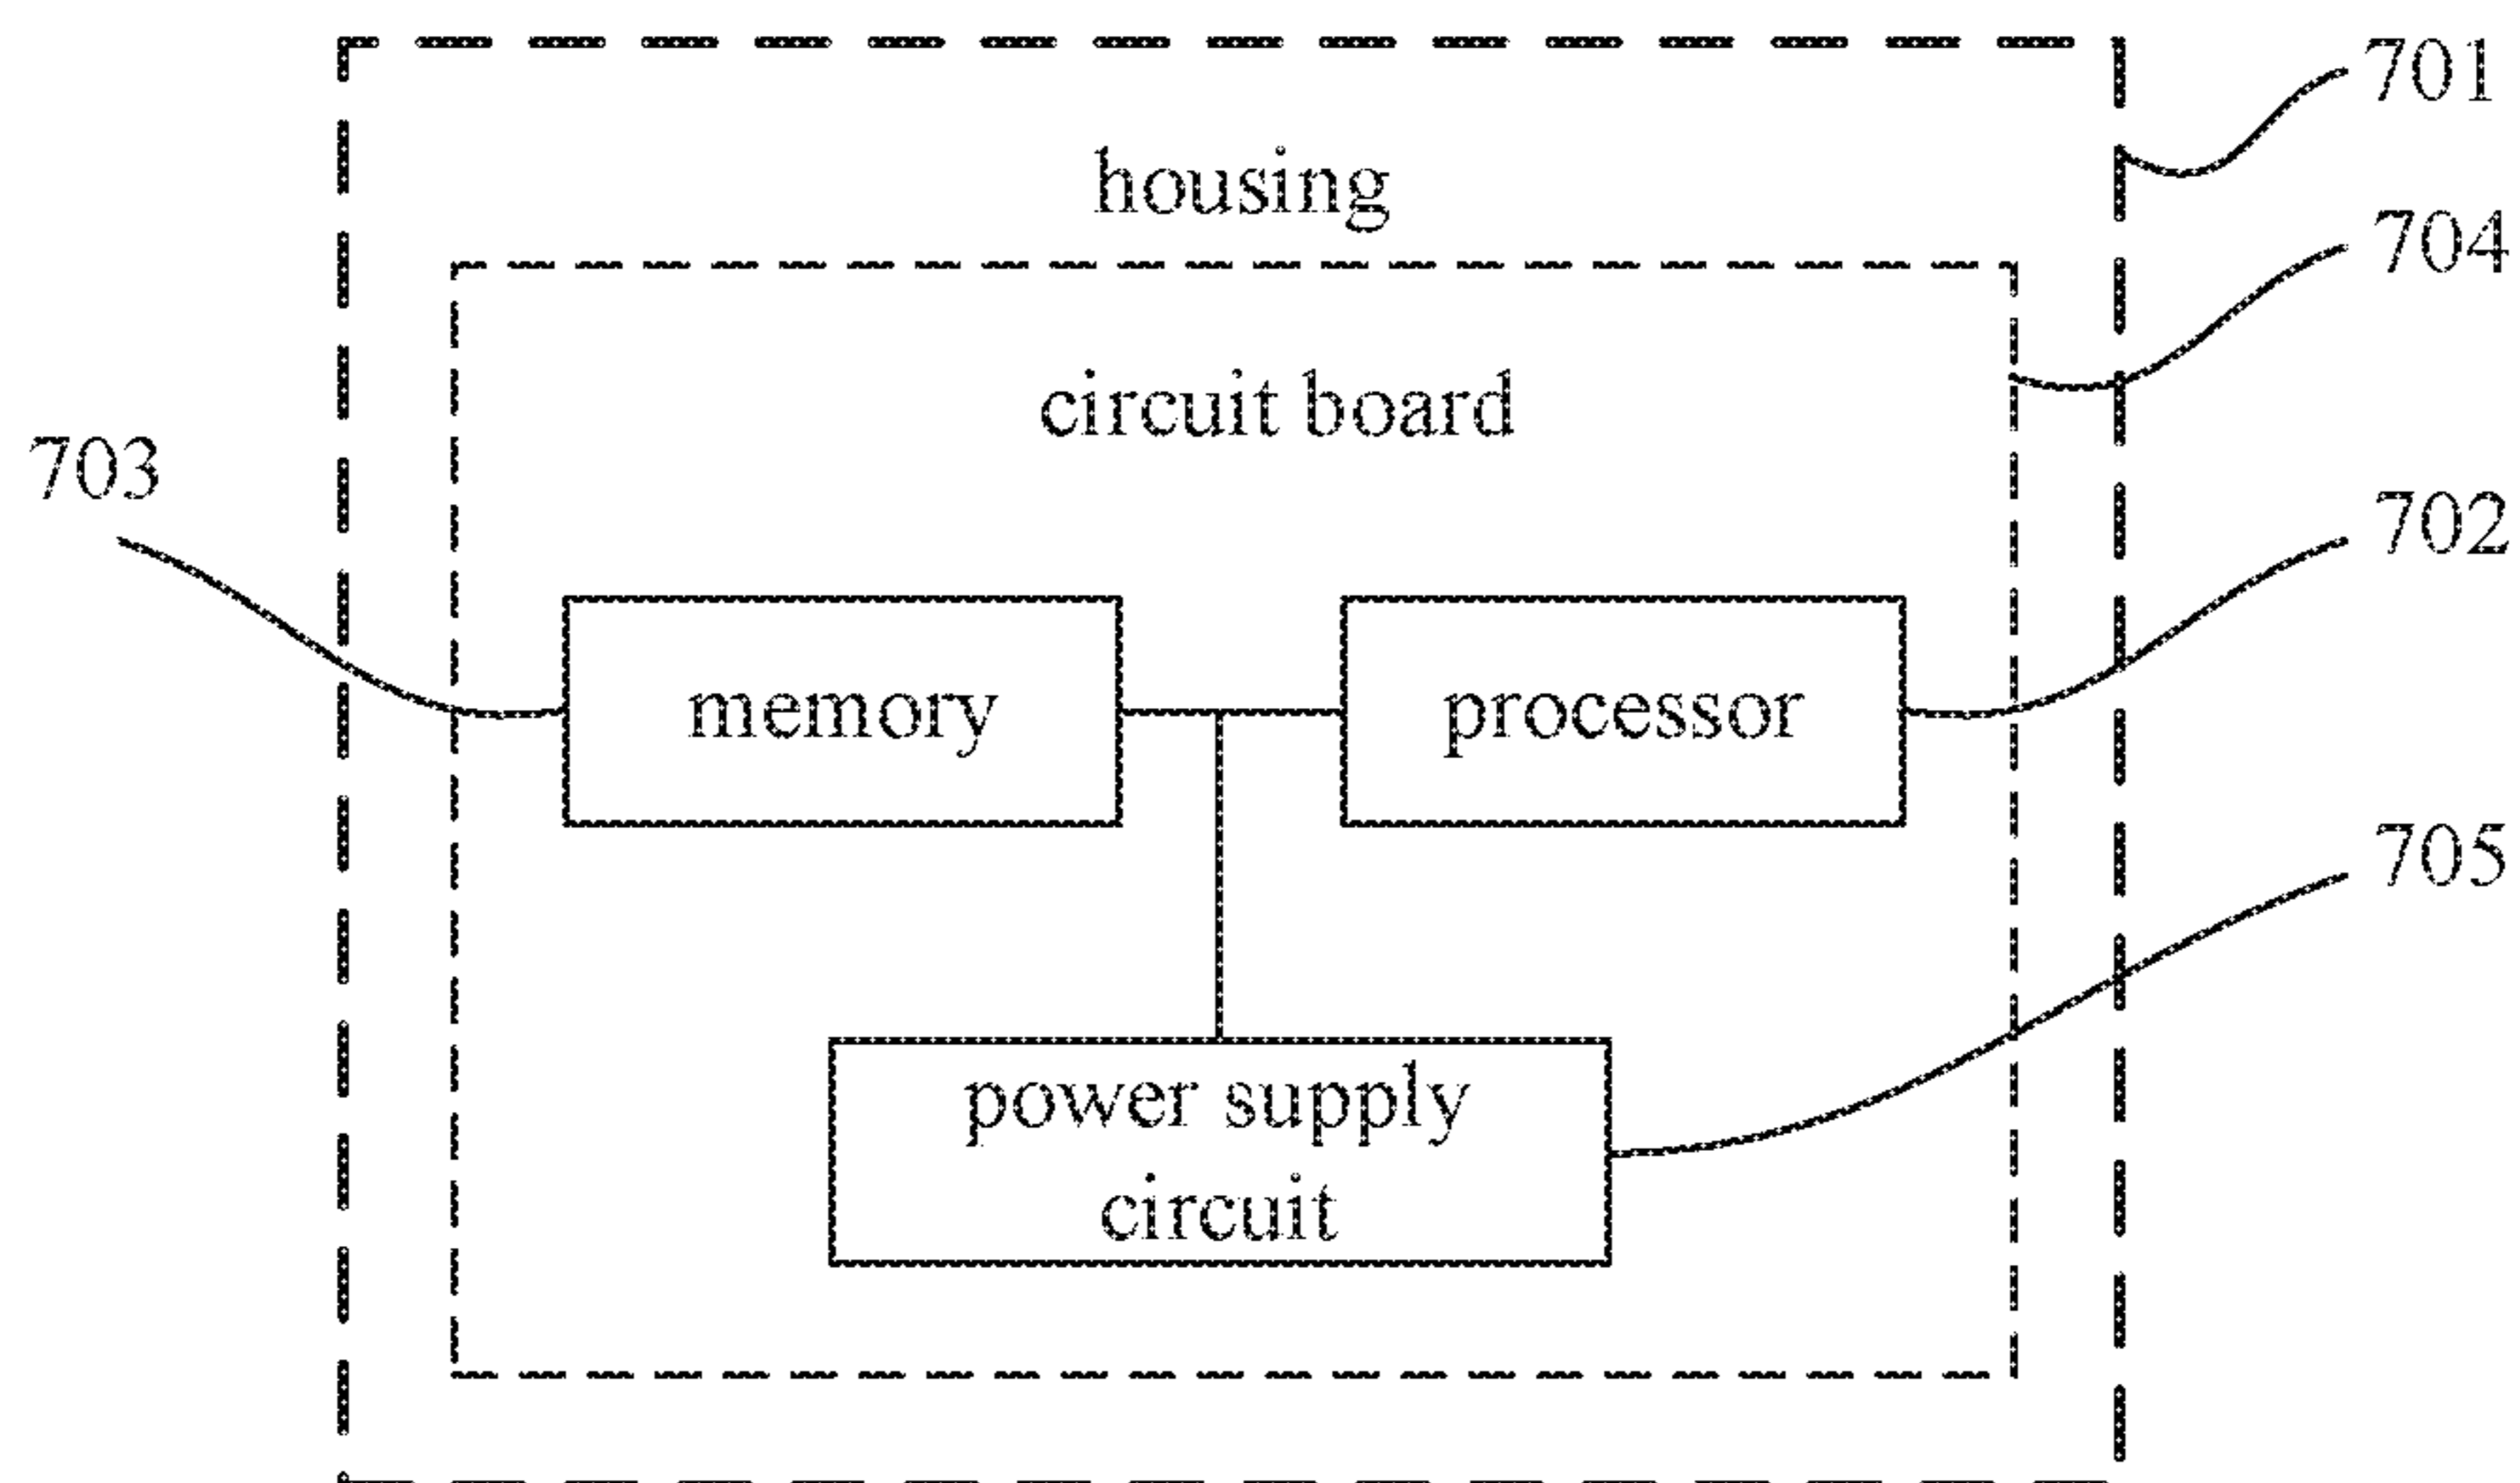 701
housing
704
circuit board
703
702
memory
processor
705
power supply
circuit